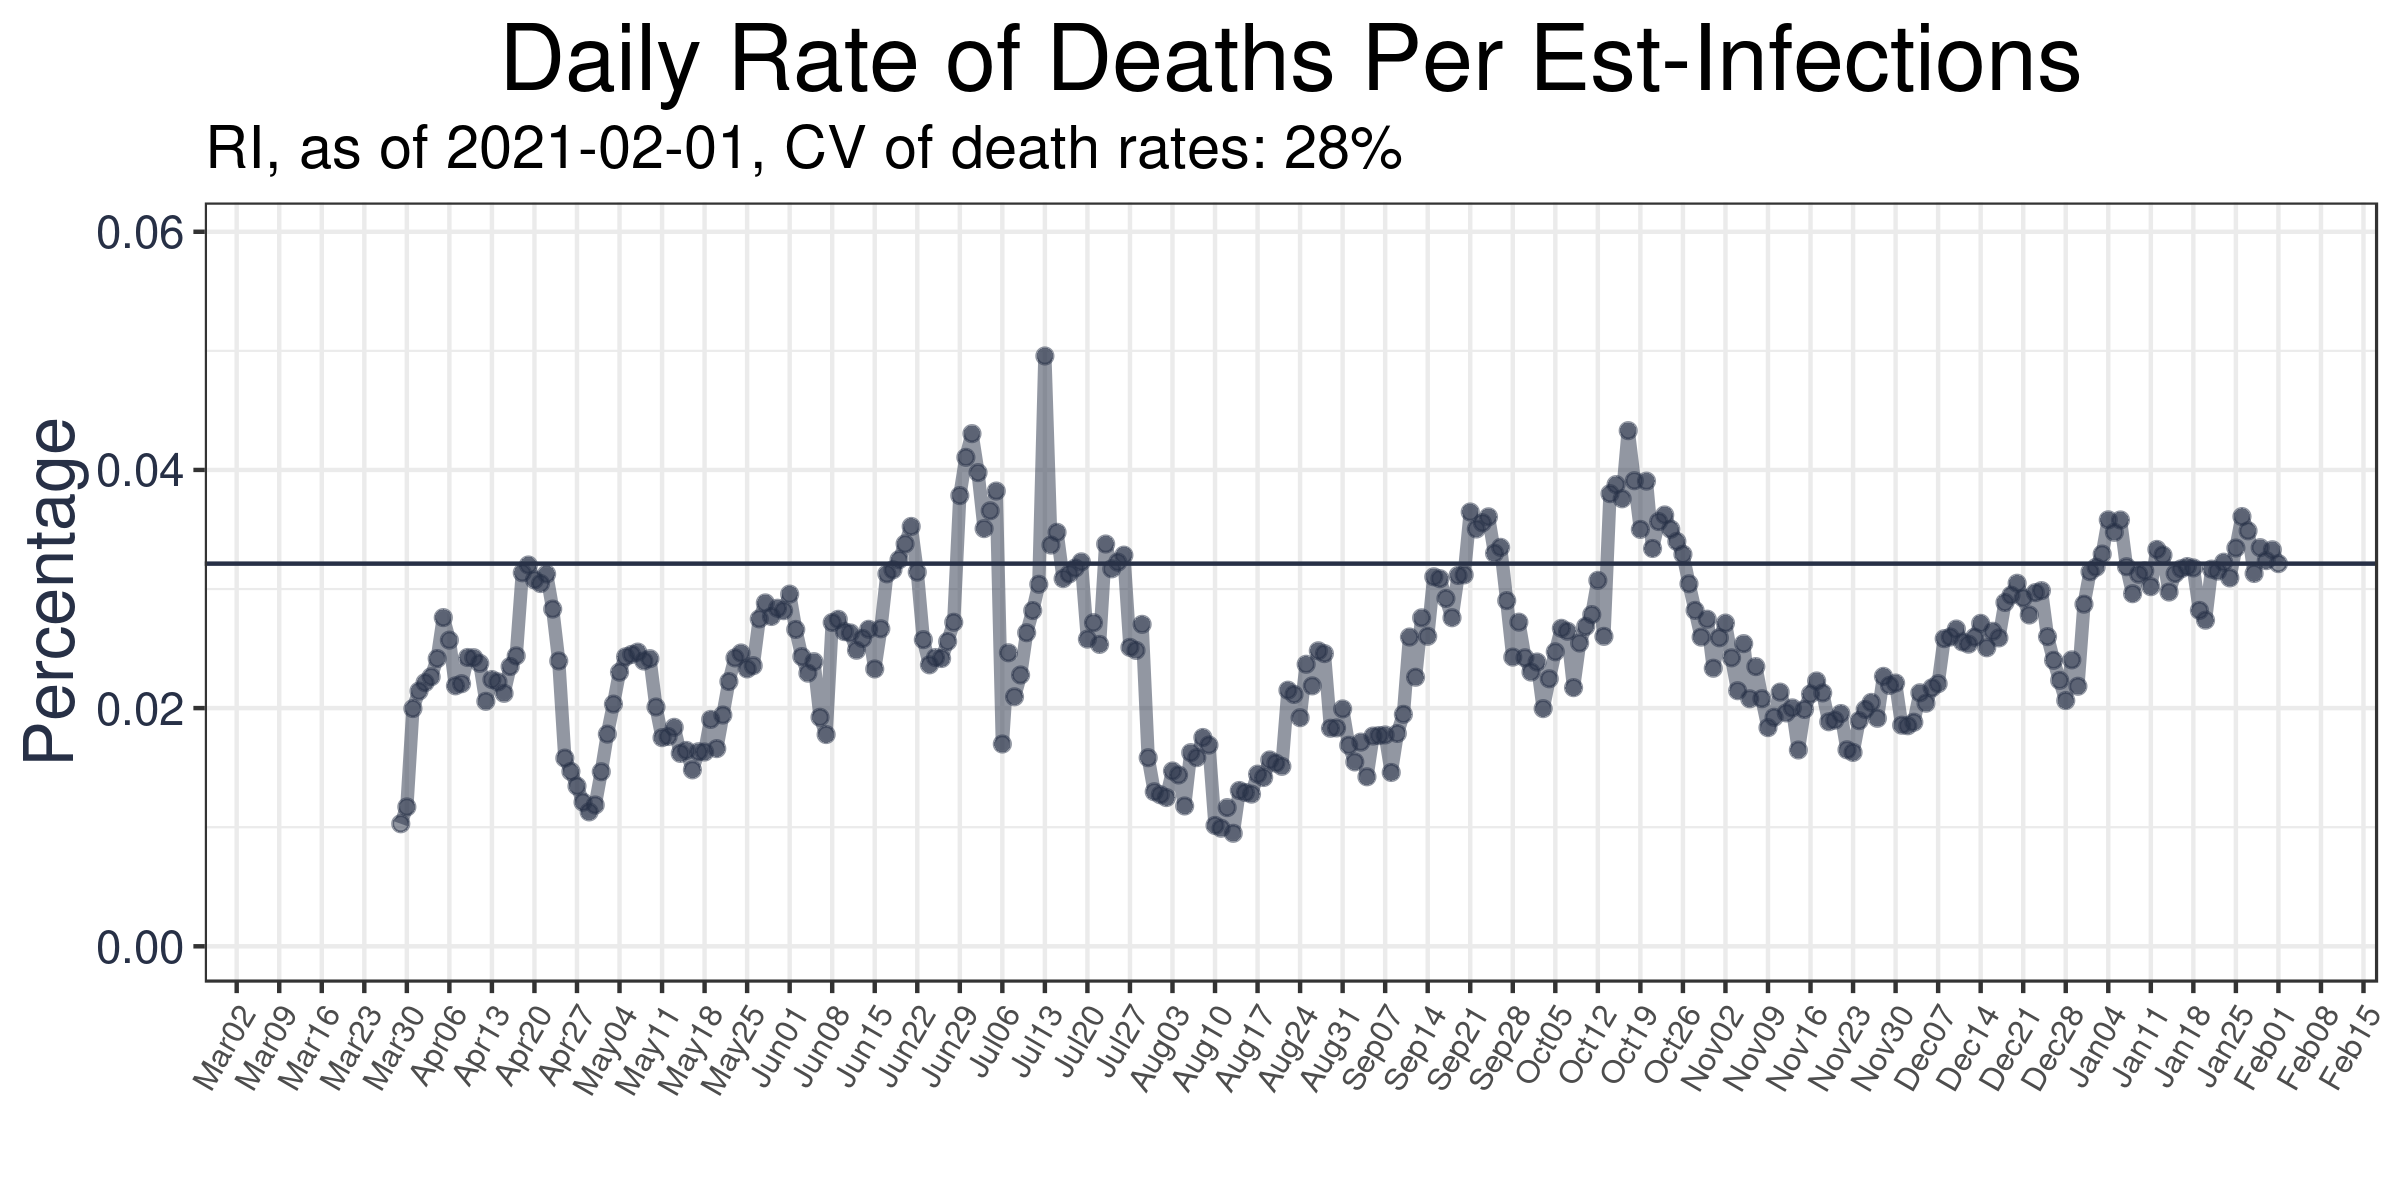 Daily Rate of Deaths Per Est-Infections
RI, as of 2021-02-01, CV of death rates: 28%
Percentage
0.06
0.04
0.02
0.00
Mar02
Mar09
Mar16
Mar23
Mar30
Apr06
Apr13
Apr20
Apr27
May04
May11
May18
May25
Jun01
Jun08
Jun15
Jun22
Jun29
Jul06
Jul13
Jul20
Jul27
Aug03
Aug10
Aug17
Aug24
Aug31
Sep07
Sep14
Sep21
Sep28
Oct05
Oct12
Oct19
Oct26
Nov02
Nov09
Nov16
Nov23
Nov30
Dec07
Dec14
Dec21
Dec28
Jan04
Jan11
Jan18
Jan25
Feb01
Feb08
Feb15